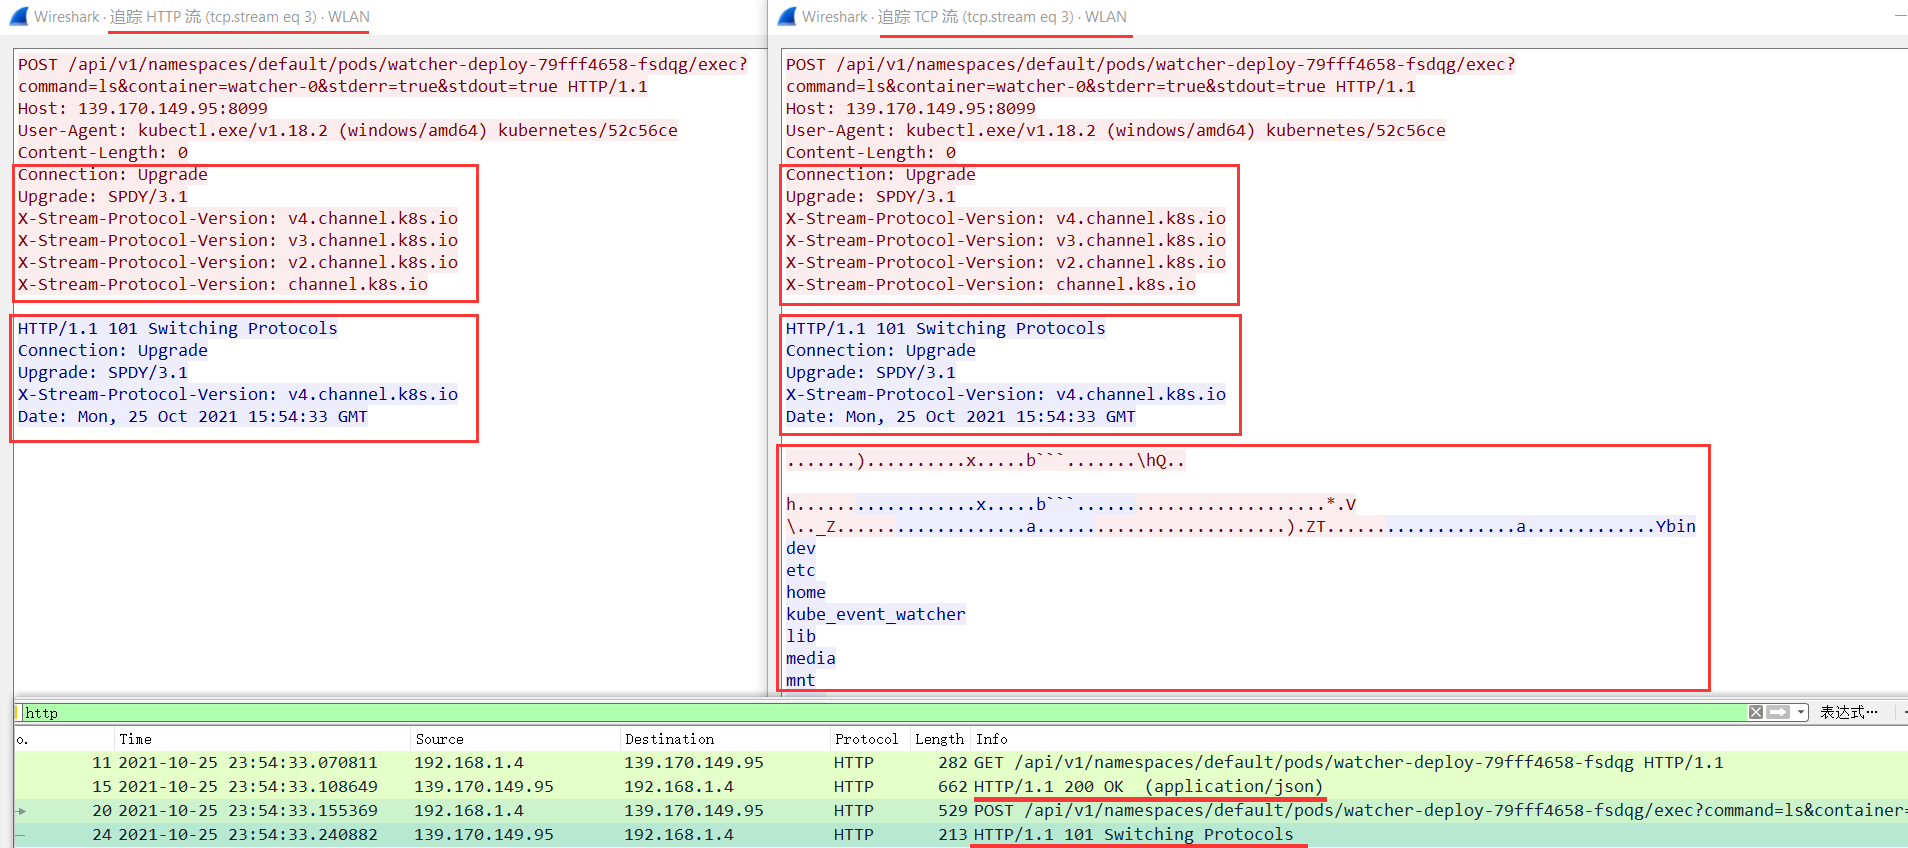 Wireshark · 追踪 HTTP 流 (tcp.stream eq 3) · WLAN
POST /api/v1/namespaces/default/pods/watcher-deploy-79fff4658-fsdqg/exec?
command=ls&container=watcher-0&stderr=true&stdout=true HTTP/1.1
Host: 139.170.149.95:8099
User-Agent: kubectl.exe/v1.18.2 (windows/amd64) kubernetes/52c56ce
Content-Length: 0
Connection: Upgrade
Upgrade: SPDY/3.1
X-Stream-Protocol-Version: v4.channel.k8s.io
X-Stream-Protocol-Version: v3.channel.k8s.io
X-Stream-Protocol-Version: v2.channel.k8s.io
X-Stream-Protocol-Version: channel.k8s.io
HTTP/1.1 101 Switching Protocols
Connection: Upgrade
Upgrade: SPDY/3.1
X-Stream-Protocol-Version: v4.channel.k8s.io
Date: Mon, 25 Oct 2021 15:54:33 GMT
Wireshark · 追踪 TCP 流 (tcp.stream eq 3) · WLAN
POST /api/v1/namespaces/default/pods/watcher-deploy-79fff4658-fsdqg/exec?
command=ls&container=watcher-0&stderr=true&stdout=true HTTP/1.1
Host: 139.170.149.95:8099
User-Agent: kubectl.exe/v1.18.2 (windows/amd64) kubernetes/52c56ce
Content-Length: 0
Connection: Upgrade
Upgrade: SPDY/3.1
X-Stream-Protocol-Version: v4.channel.k8s.io
X-Stream-Protocol-Version: v3.channel.k8s.io
X-Stream-Protocol-Version: v2.channel.k8s.io
X-Stream-Protocol-Version: channel.k8s.io
HTTP/1.1 101 Switching Protocols
Connection: Upgrade
Upgrade: SPDY/3.1
X-Stream-Protocol-Version: v4.channel.k8s.io
Date: Mon, 25 Oct 2021 15:54:33 GMT
.......)..........x.....b```.......\hQ..
h..................x.....b```.........................*.V
\.._Z...................a.........................).ZT...................a.............Ybin
dev
etc
home
kube_event_watcher
lib
media
mnt
http 表达式…
o. Time Source Destination Protocol Length Info
11 2021-10-25 23:54:33.070811 192.168.1.4 139.170.149.95 HTTP 282 GET /api/v1/namespaces/default/pods/watcher-deploy-79fff4658-fsdqg HTTP/1.1
15 2021-10-25 23:54:33.108649 139.170.149.95 192.168.1.4 HTTP 662 HTTP/1.1 200 OK  (application/json)
20 2021-10-25 23:54:33.155369 192.168.1.4 139.170.149.95 HTTP 529 POST /api/v1/namespaces/default/pods/watcher-deploy-79fff4658-fsdqg/exec?command=ls&container=
24 2021-10-25 23:54:33.240882 139.170.149.95 192.168.1.4 HTTP 213 HTTP/1.1 101 Switching Protocols